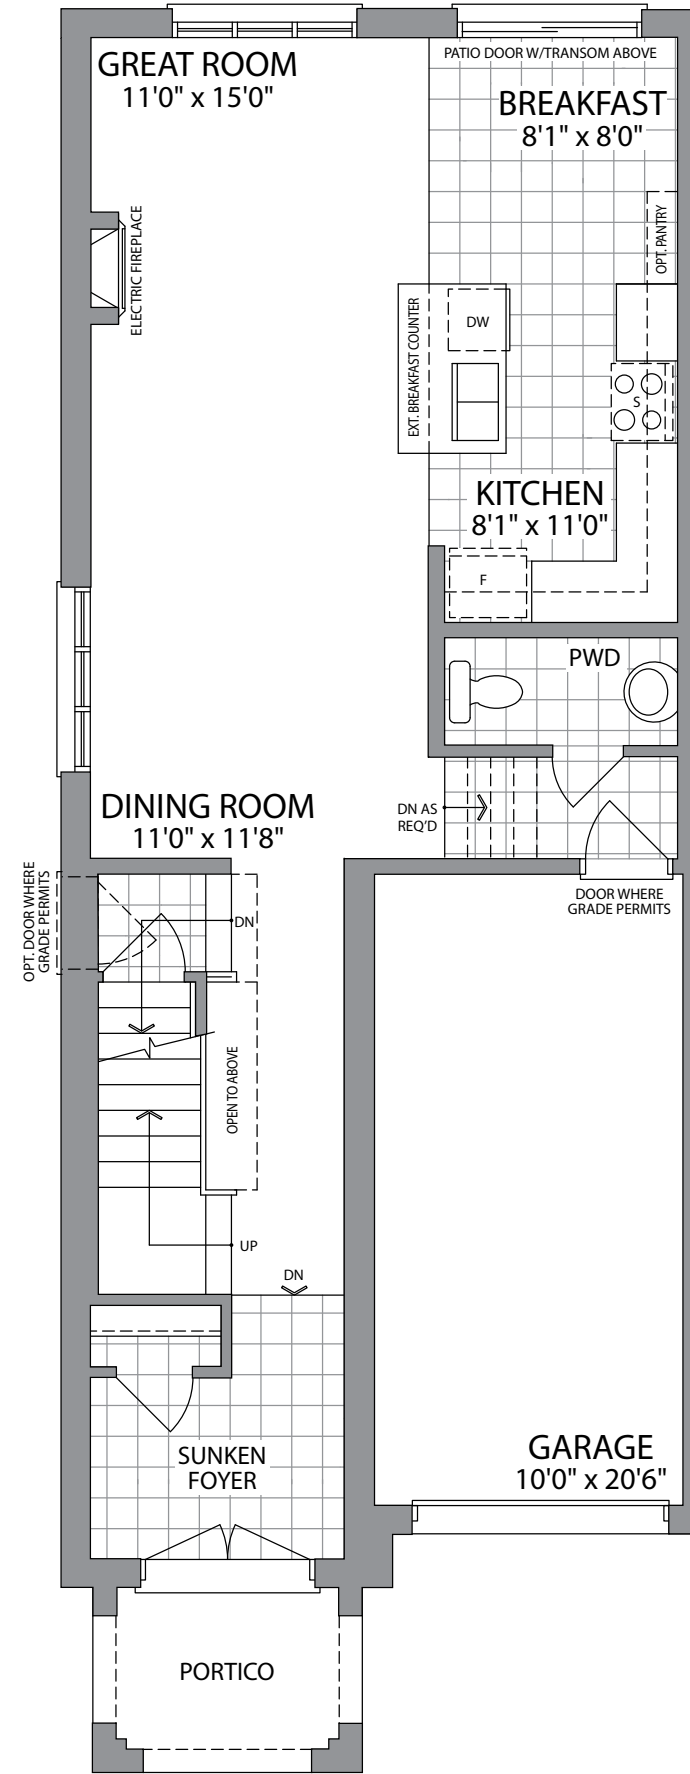 GREAT ROOM
11'0" x 15'0"
PATIO DOOR W/TRANSOM ABOVE
BREAKFAST
8'1" x 8'0"
ELECTRIC FIREPLACE
OPT. PANTRY
EXT. BREAKFAST COUNTER
DW
S
KITCHEN
8'1" x 11'0"
F
PWD
DINING ROOM
11'0" x 11'8"
DN AS
REQ'D
OPT. DOOR WHERE
GRADE PERMITS
DOOR WHERE
GRADE PERMITS
DN
OPEN TO ABOVE
UP
DN
SUNKEN
FOYER
GARAGE
10'0" x 20'6"
PORTICO